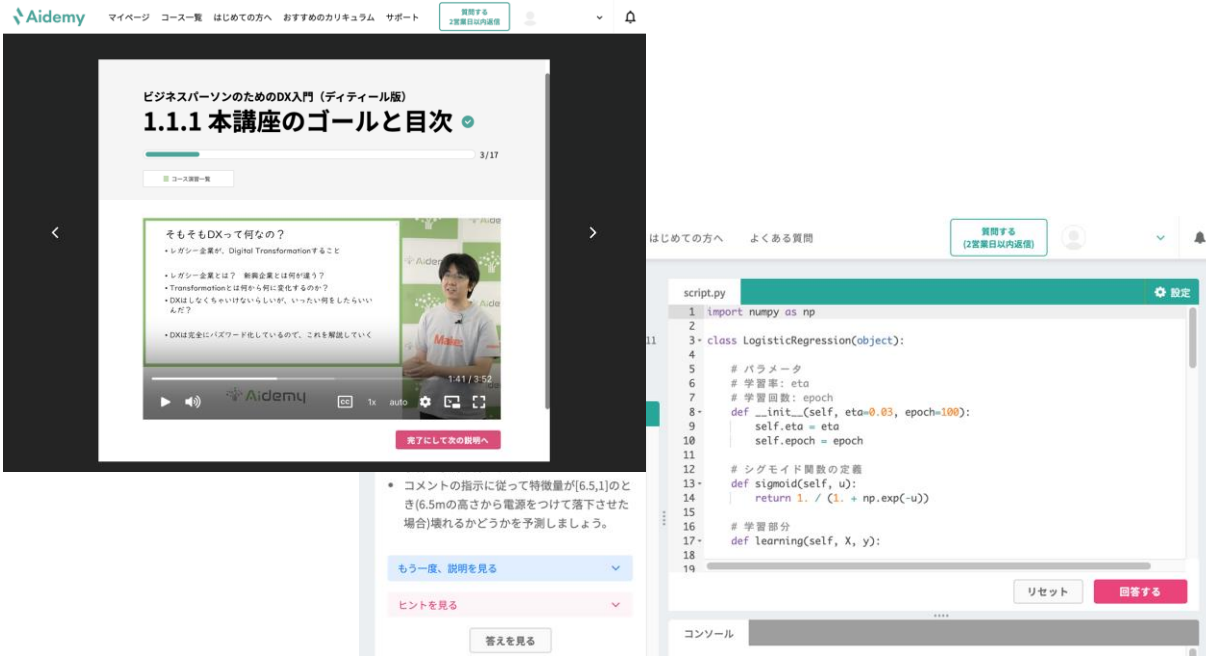 Aidemy
マイページ コース一覧 はじめての方へ おすすめのカリキュラム サポート
質問する
2営業日以内返信
ビジネスパーソンのためのDX入門（ディティール版）
1.1.1 本講座のゴールと目次
3/17
コース演習一覧
そもそもDXって何なの？
・レガシー企業が、Digital Transformationすること
・レガシー企業とは？ 新興企業とは何が違う？
・Transformationとは何から何に変化するのか？
・DXはしなくちゃいけないらしいが、いったい何をしたらいい
んだ？
・DXは完全にバズワード化しているので、これを解説していく
Aidemy
Make
1:41 / 3:52
CC 1x auto
完了にして次の説明へ
はじめての方へ よくある質問
質問する
(2営業日以内返信)
11
コメントの指示に従って特徴量が[6.5,1]のと
き(6.5mの高さから電源をつけて落下させた
場合)壊れるかどうかを予測しましょう。
もう一度、説明を見る
ヒントを見る
答えを見る
script.py 設定
1 import numpy as np
2
3 class LogisticRegression(object):
4
5 # パラメータ
6 # 学習率: eta
7 # 学習回数: epoch
8 def __init__(self, eta=0.03, epoch=100):
9 self.eta = eta
10 self.epoch = epoch
11
12 # シグモイド関数の定義
13 def sigmoid(self, u):
14 return 1. / (1. + np.exp(-u))
15
16 # 学習部分
17 def learning(self, X, y):
18
19
リセット 回答する
コンソール